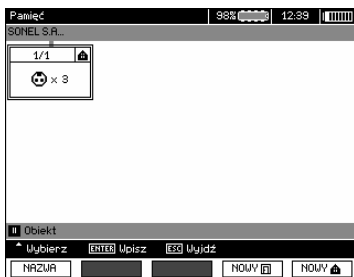 Pamięć 98% 12:39
SONEL S.A...
1/1
x 3
Obiekt
Wybierz ENTER Wpisz ESC Wyjdź
NAZWA NOWY NOWY